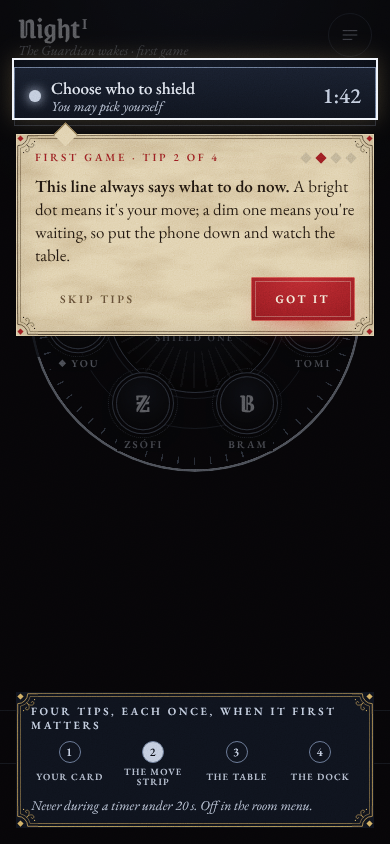 Night I
The Guardian wakes · first game
Choose who to shield
You may pick yourself
1:42
FIRST GAME · TIP 2 OF 4
This line always says what to do now. A bright
dot means it's your move; a dim one means you're
waiting, so put the phone down and watch the
table.
SKIP TIPS
GOT IT
SHIELD ONE
◆ YOU
TOMI
Z
B
ZSÓFI
BRAM
FOUR TIPS, EACH ONCE, WHEN IT FIRST
MATTERS
1 2 3 4
YOUR CARD
THE MOVE
STRIP
THE TABLE
THE DOCK
Never during a timer under 20 s. Off in the room menu.